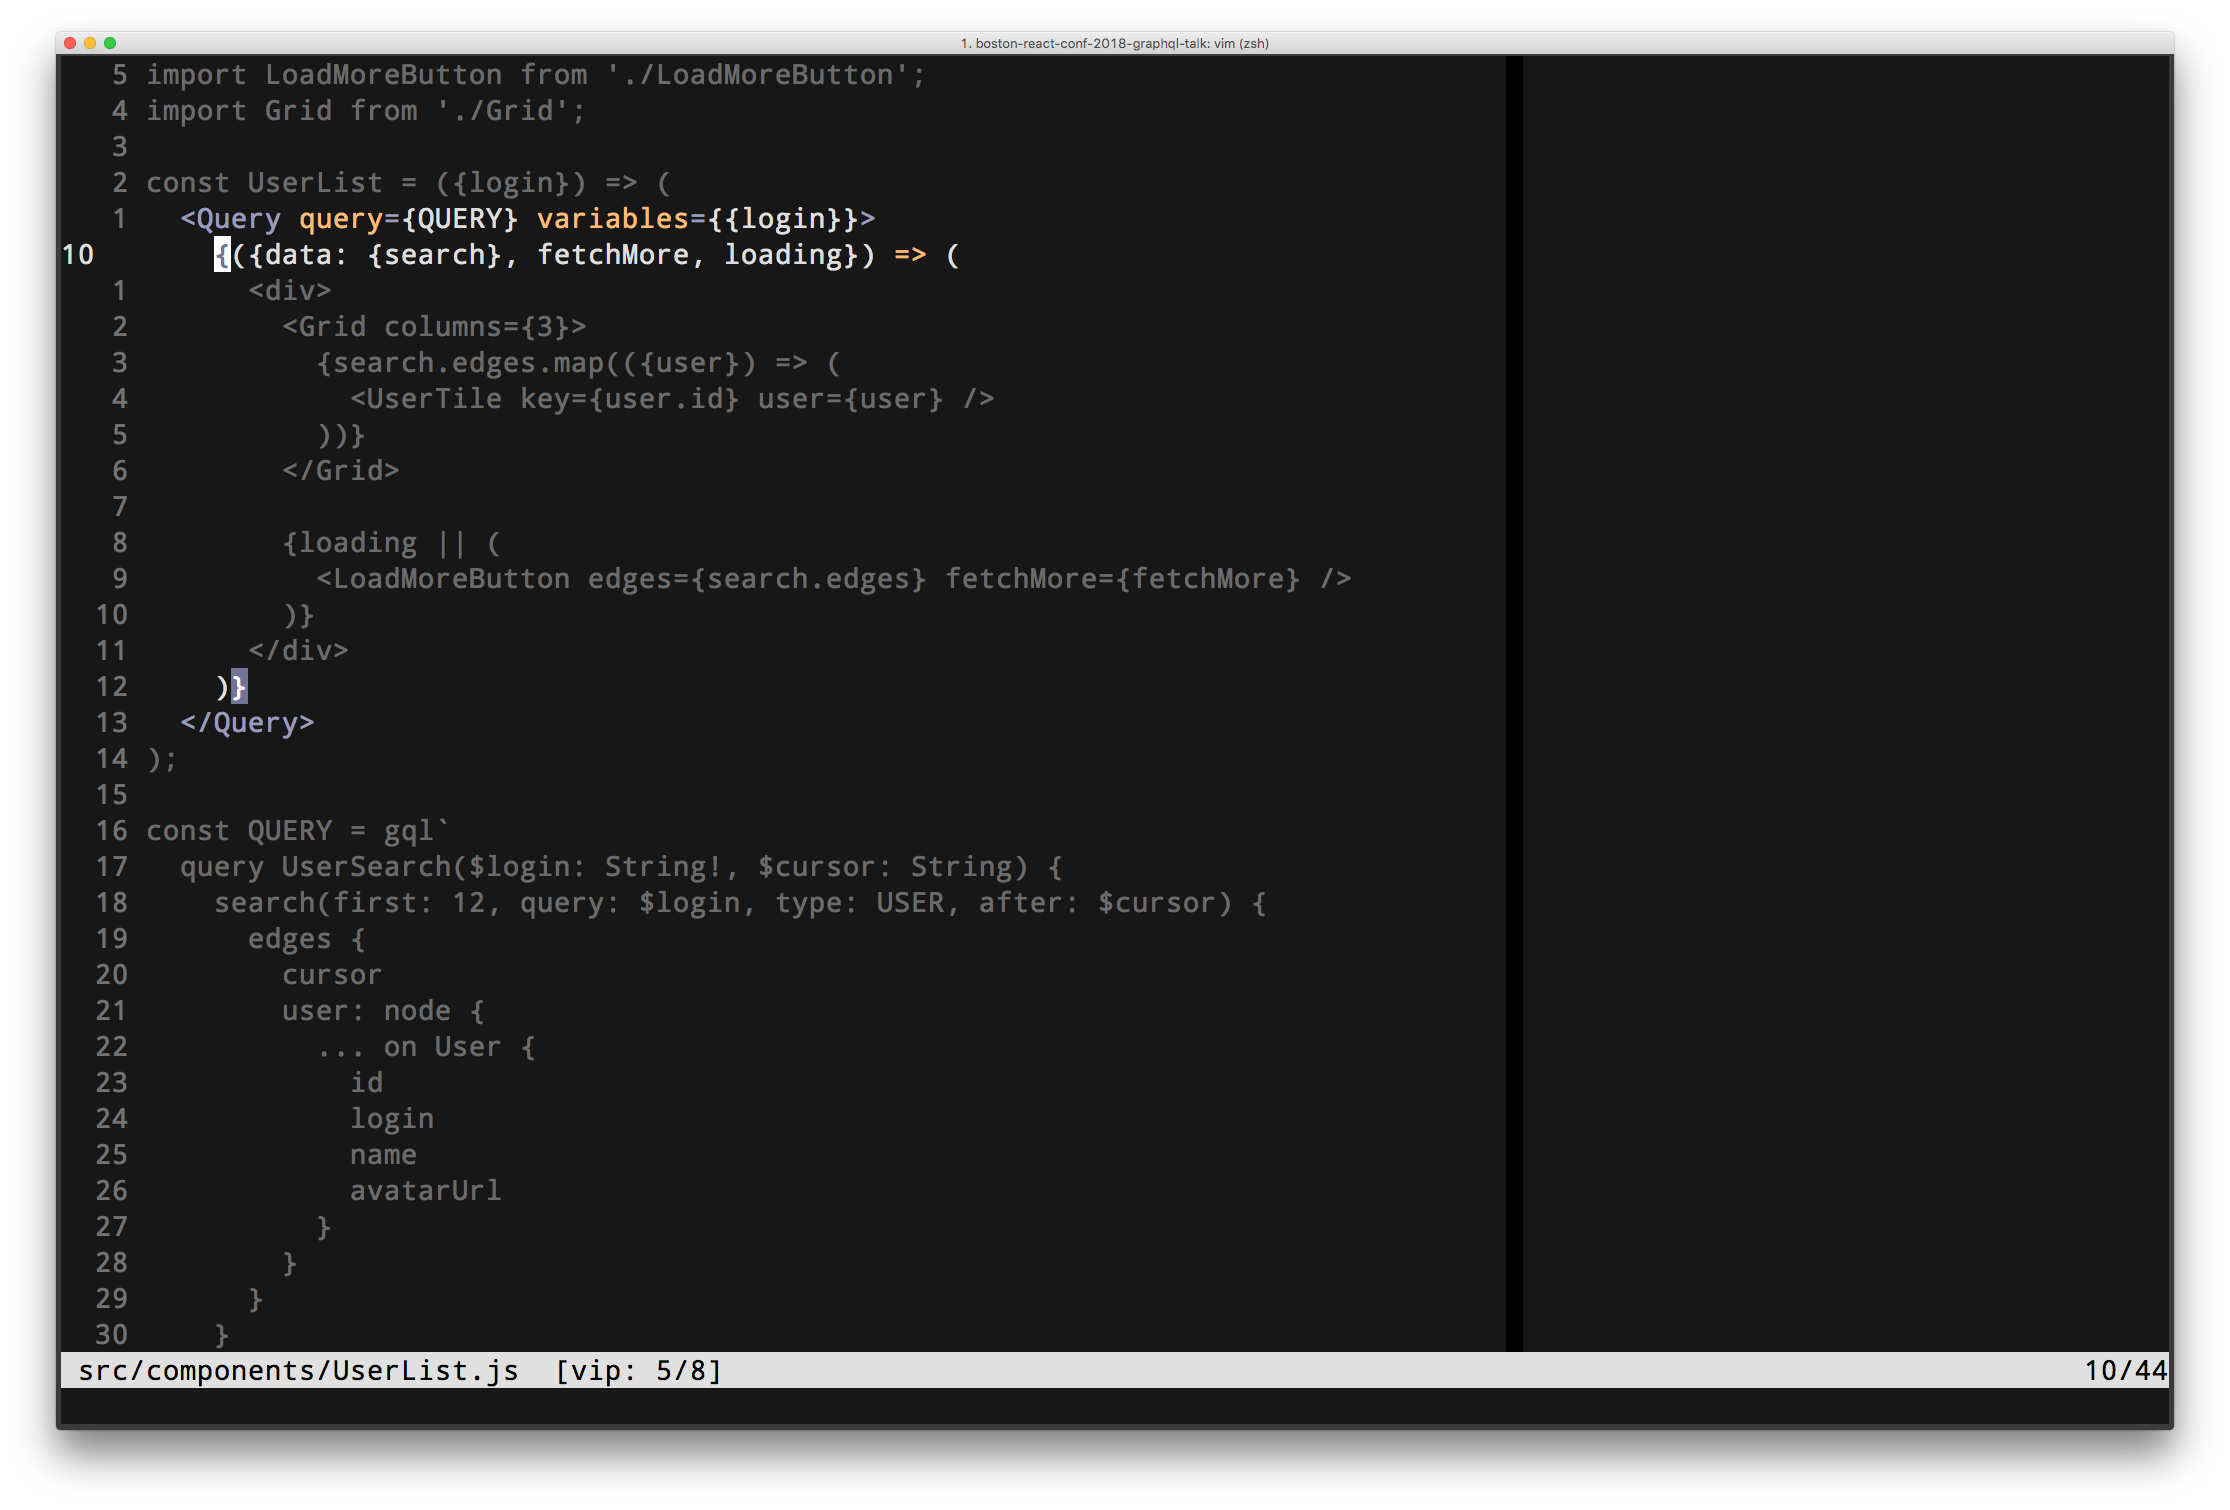 1. boston-react-conf-2018-graphql-talk: vim (zsh)
5 import LoadMoreButton from './LoadMoreButton';
4 import Grid from './Grid';
3
2 const UserList = ({login}) => (
1   <Query query={QUERY} variables={{login}}>
10     {({data: {search}, fetchMore, loading}) => (
1       <div>
2         <Grid columns={3}>
3           {search.edges.map(({user}) => (
4             <UserTile key={user.id} user={user} />
5           ))}
6         </Grid>
7
8         {loading || (
9           <LoadMoreButton edges={search.edges} fetchMore={fetchMore} />
10         )}
11       </div>
12     )}
13   </Query>
14 );
15
16 const QUERY = gql`
17   query UserSearch($login: String!, $cursor: String) {
18     search(first: 12, query: $login, type: USER, after: $cursor) {
19       edges {
20         cursor
21         user: node {
22           ... on User {
23             id
24             login
25             name
26             avatarUrl
27           }
28         }
29       }
30     }
src/components/UserList.js  [vip: 5/8] 10/44